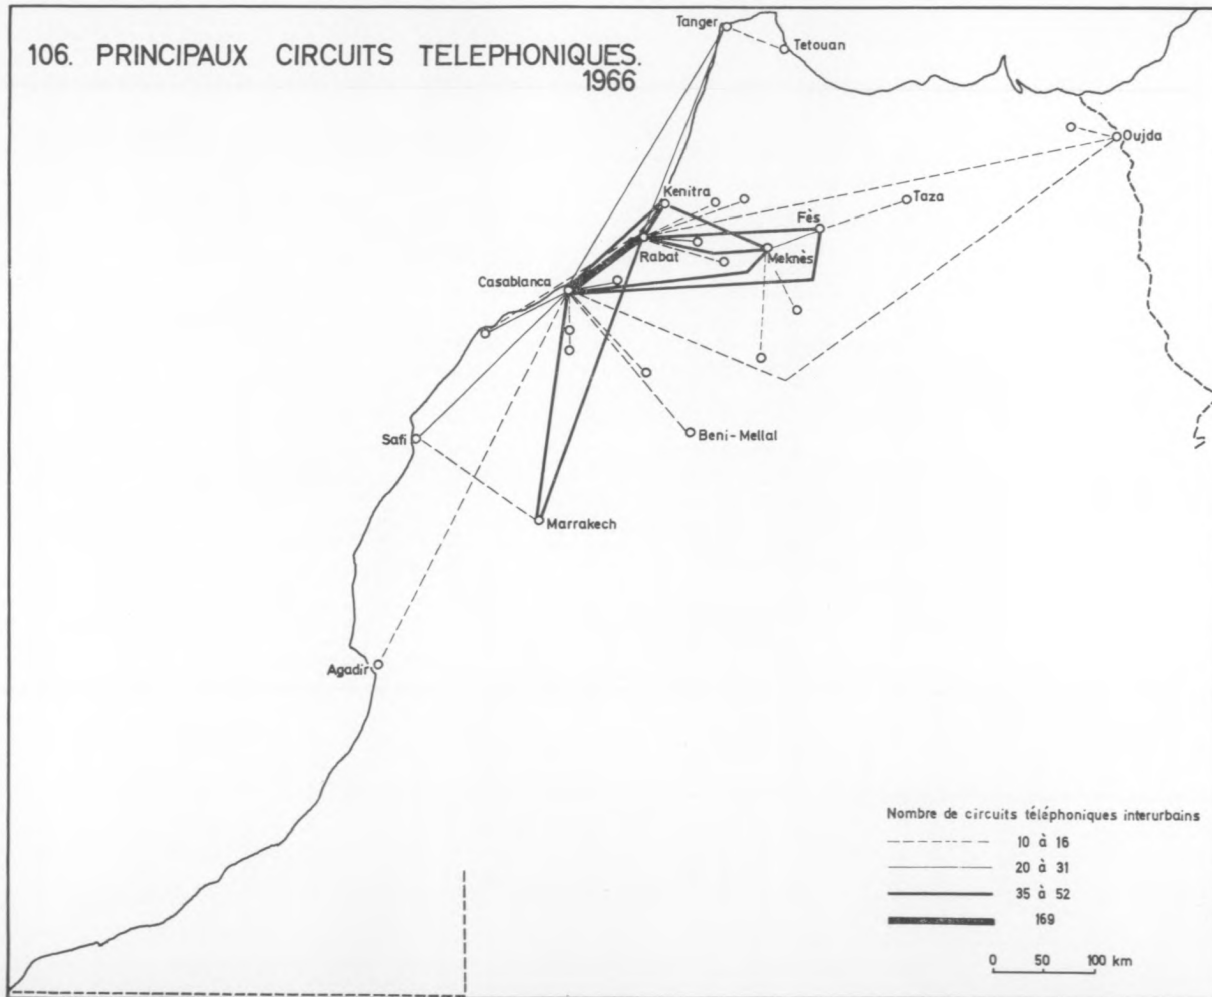 106. PRINCIPAUX CIRCUITS TELEPHONIQUES.
1966
Tanger
Tetouan
Oujda
Kenitra
Taza
Fès
Rabat
Meknès
Casablanca
Safi
Beni-Mellal
Marrakech
Agadir
Nombre de circuits téléphoniques interurbains
10 à 16
20 à 31
35 à 52
169
0 50 100 km